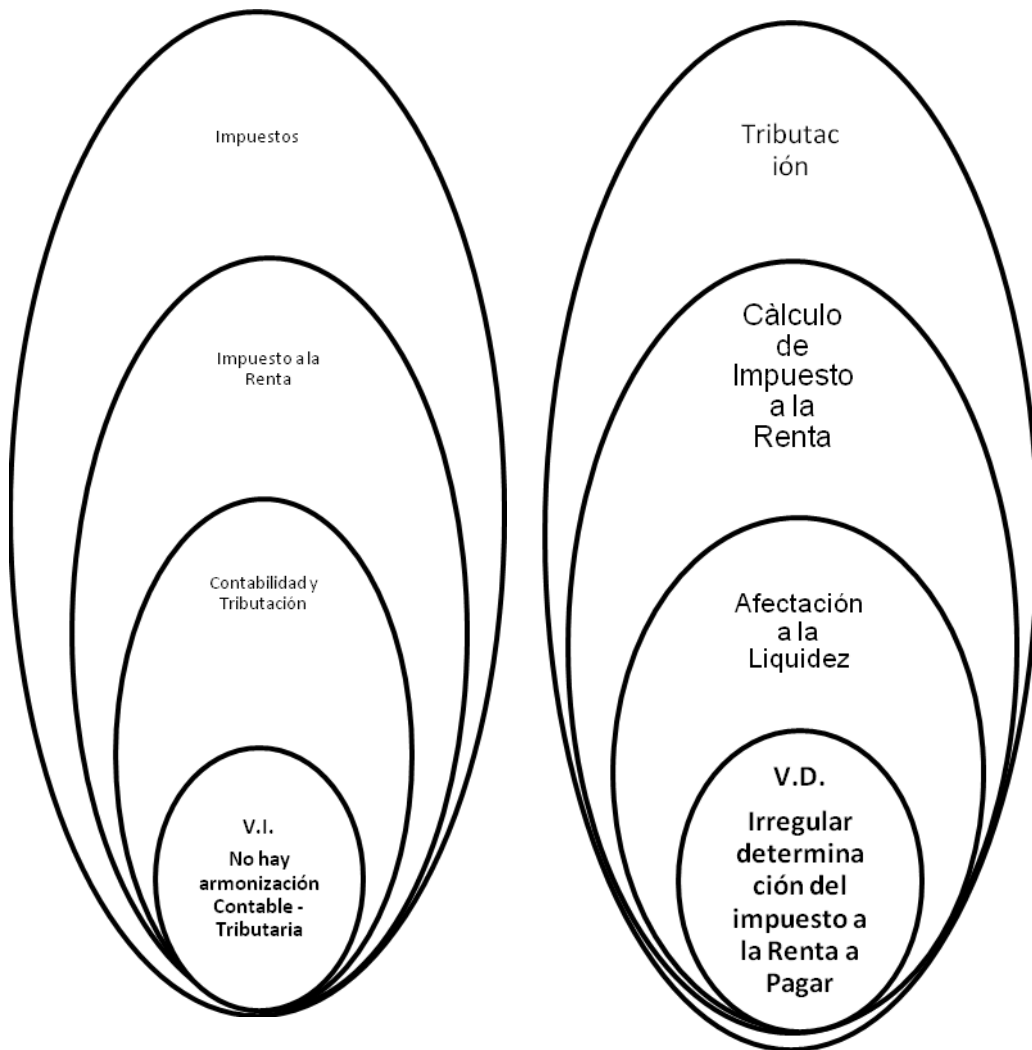 Impuestos
Impuesto a la
Renta
Contabilidad y
Tributación
V.I.
No hay
armonización
Contable -
Tributaria
Tributac
ión
Càlculo
de
Impuesto
a la
Renta
Afectación
a la
Liquidez
V.D.
Irregular
determina
ción del
impuesto a
la Renta a
Pagar